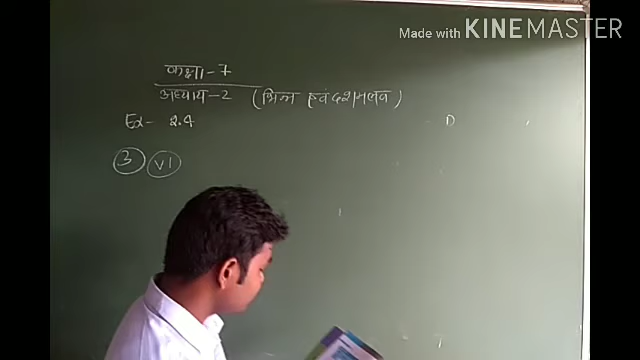 Made with KINEMASTER
कक्षा-7
अध्याय-2 (भिन्न एवं दशमलव)
Ex- 2.4
3 VI
D